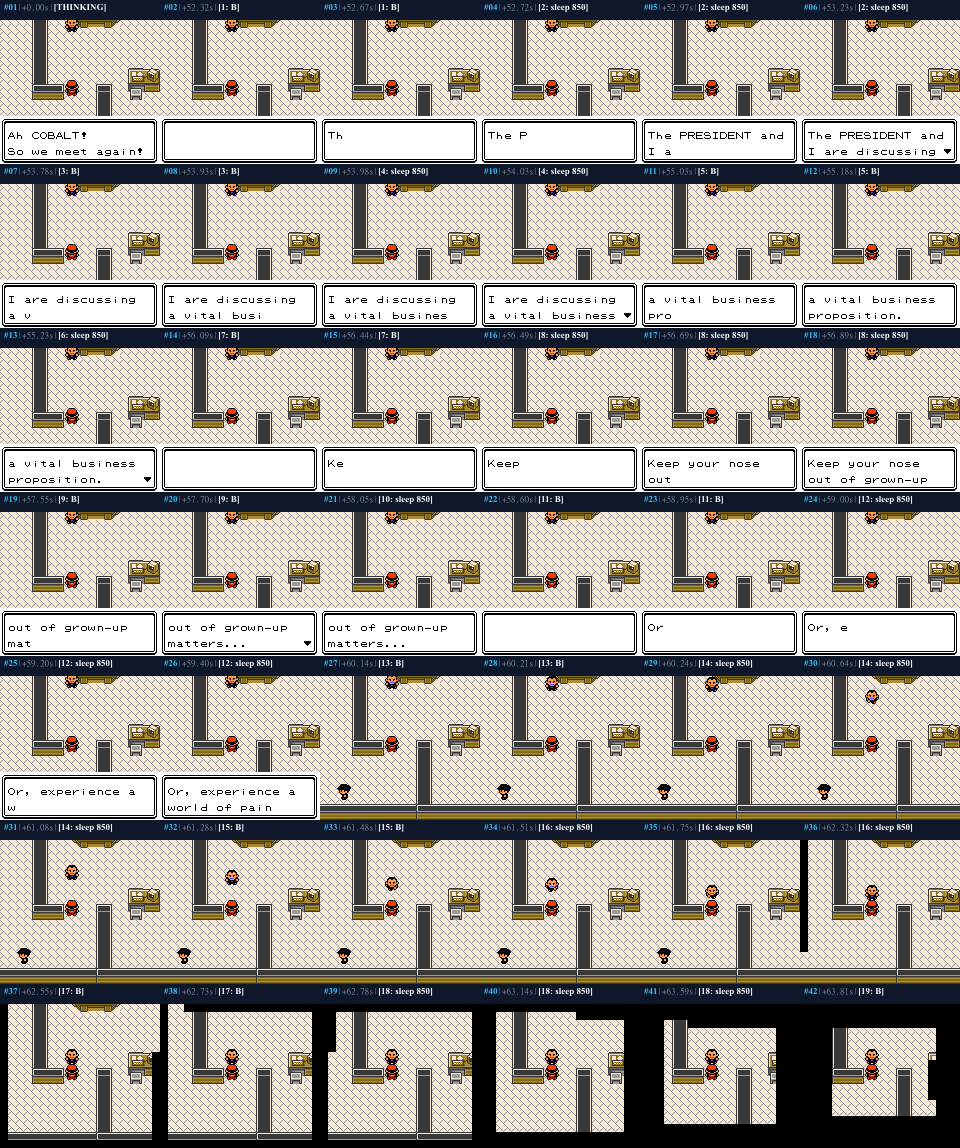 #01|+0.00s|[THINKING]
#02|+52.32s|[1: B]
#03|+52.67s|[1: B]
#04|+52.72s|[2: sleep 850]
#05|+52.97s|[2: sleep 850]
#06|+53.23s|[2: sleep 850]
Ah COBALT!
So we meet again!
Th
The P
The PRESIDENT and
I a
The PRESIDENT and
I are discussing
#07|+53.78s|[3: B]
#08|+53.93s|[3: B]
#09|+53.98s|[4: sleep 850]
#10|+54.03s|[4: sleep 850]
#11|+55.03s|[5: B]
#12|+55.18s|[5: B]
I are discussing
a v
I are discussing
a vital busi
I are discussing
a vital busines
I are discussing
a vital business
a vital business
pro
a vital business
proposition.
#13|+55.23s|[6: sleep 850]
#14|+56.09s|[7: B]
#15|+56.44s|[7: B]
#16|+56.49s|[8: sleep 850]
#17|+56.69s|[8: sleep 850]
#18|+56.89s|[8: sleep 850]
a vital business
proposition.
Ke
Keep
Keep your nose
out
Keep your nose
out of grown-up
#19|+57.55s|[9: B]
#20|+57.70s|[9: B]
#21|+58.05s|[10: sleep 850]
#22|+58.60s|[11: B]
#23|+58.95s|[11: B]
#24|+59.00s|[12: sleep 850]
out of grown-up
mat
out of grown-up
matters...
out of grown-up
matters...
Or
Or, e
#25|+59.20s|[12: sleep 850]
#26|+59.40s|[12: sleep 850]
#27|+60.14s|[13: B]
#28|+60.21s|[13: B]
#29|+60.24s|[14: sleep 850]
#30|+60.64s|[14: sleep 850]
Or, experience a
w
Or, experience a
world of pain
#31|+61.08s|[14: sleep 850]
#32|+61.28s|[15: B]
#33|+61.48s|[15: B]
#34|+61.51s|[16: sleep 850]
#35|+61.75s|[16: sleep 850]
#36|+62.32s|[16: sleep 850]
#37|+62.55s|[17: B]
#38|+62.73s|[17: B]
#39|+62.78s|[18: sleep 850]
#40|+63.14s|[18: sleep 850]
#41|+63.59s|[18: sleep 850]
#42|+63.81s|[19: B]